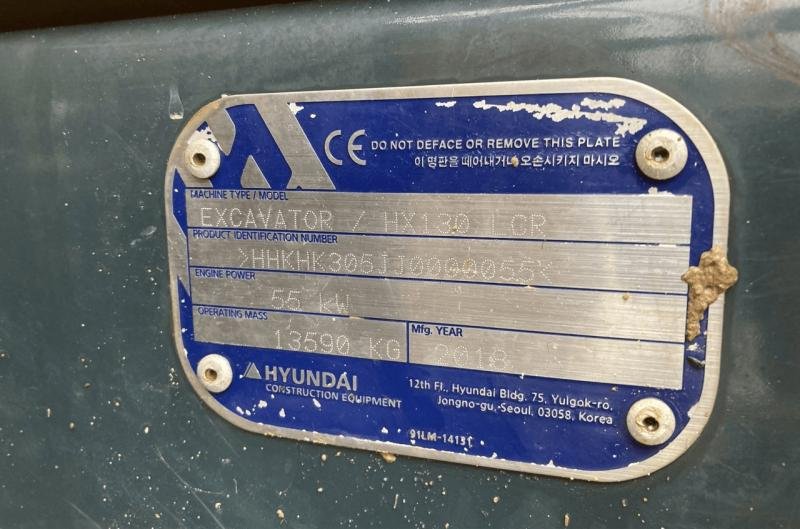 CE DO NOT DEFACE OR REMOVE THIS PLATE
이 명판을 떼어내거나 오손시키지 마시오
MACHINE TYPE / MODEL
EXCAVATOR / HX130 LCR
PRODUCT IDENTIFICATION NUMBER
>HHKHK305JJ0000055<
ENGINE POWER
55 kW
OPERATING MASS
13590 KG
Mfg. YEAR
2018
HYUNDAI
CONSTRUCTION EQUIPMENT
12th Fl., Hyundai Bldg. 75, Yulgok-ro,
Jongno-gu, Seoul, 03058, Korea
91LM-14131